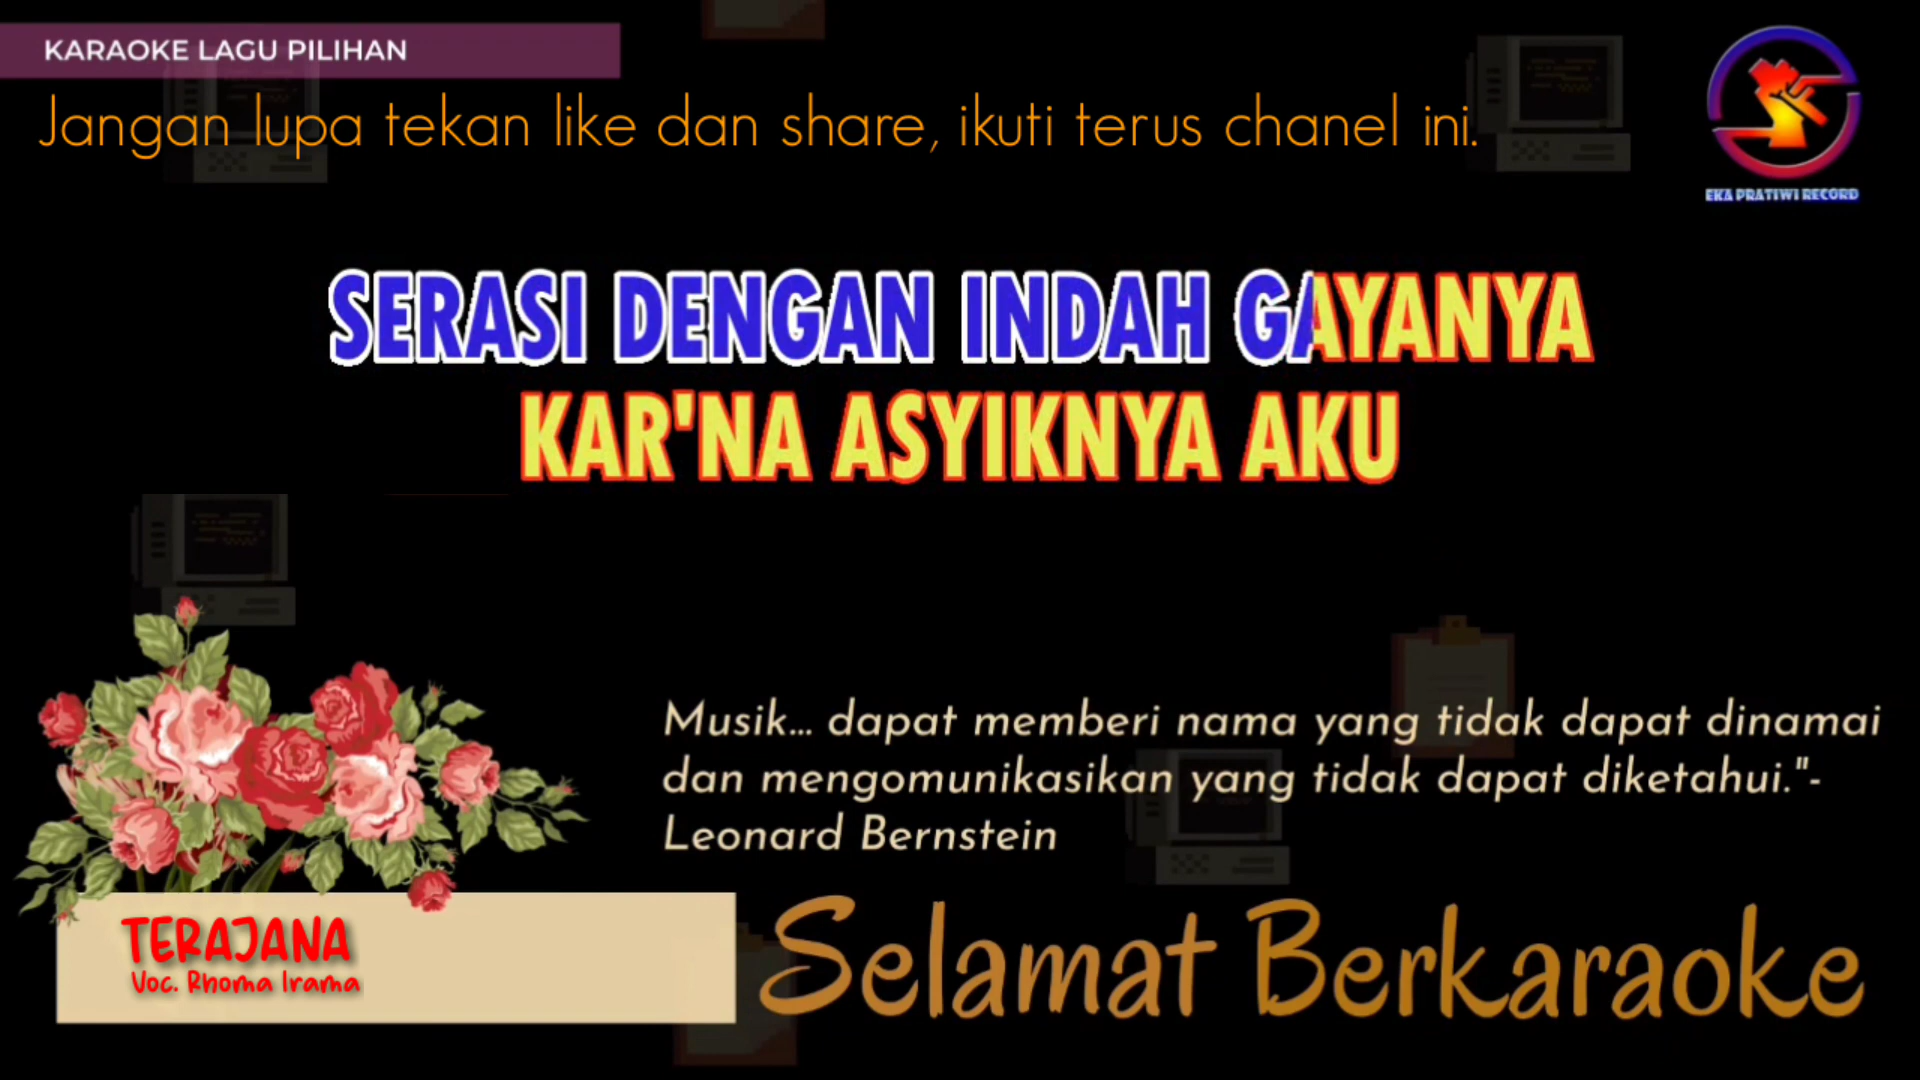 KARAOKE LAGU PILIHAN
Jangan lupa tekan like dan share, ikuti terus chanel ini.
EKA PRATIWI RECORD
SERASI DENGAN INDAH GAYANYA
KAR'NA ASYIKNYA AKU
Musik... dapat memberi nama yang tidak dapat dinamai
dan mengomunikasikan yang tidak dapat diketahui."-
Leonard Bernstein
TERAJANA
Voc. Rhoma Irama
Selamat Berkaraoke